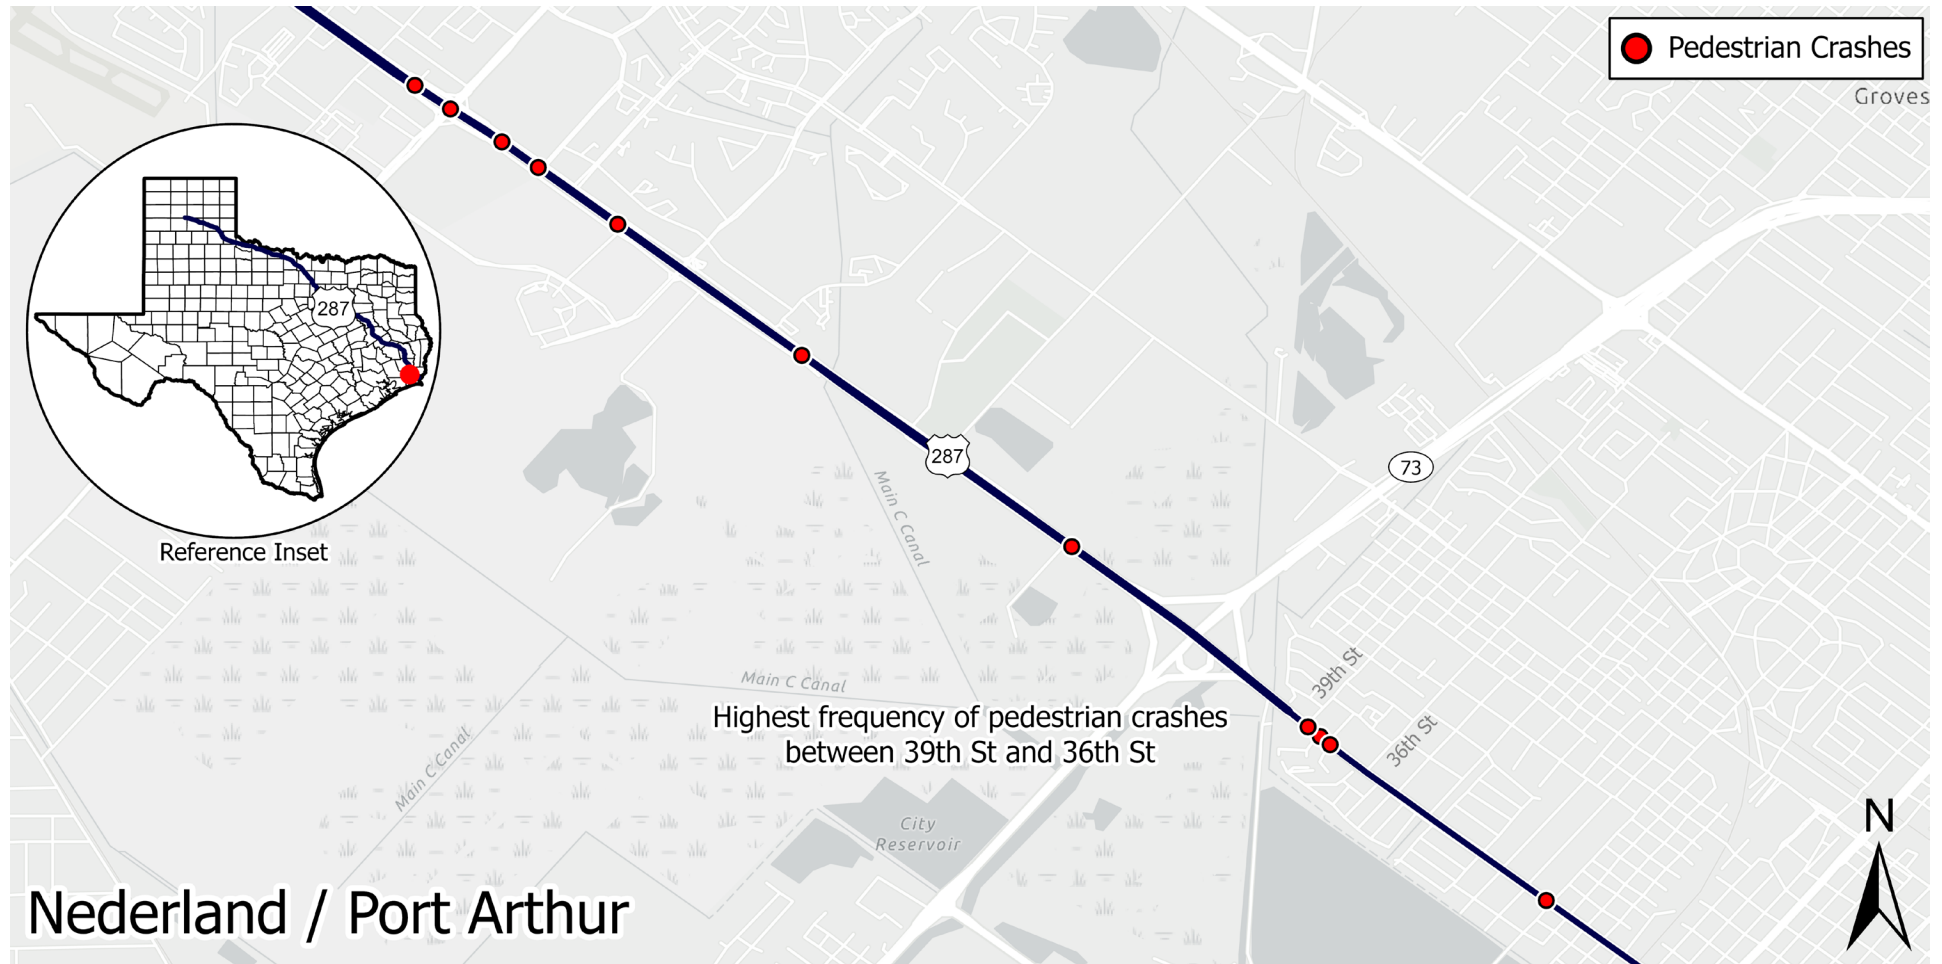 Pedestrian Crashes
Groves
287
Reference Inset
287
73
Main C Canal
39th St
Main C Canal
Highest frequency of pedestrian crashes
between 39th St and 36th St
36th St
Main C Canal
City
Reservoir
N
Nederland / Port Arthur